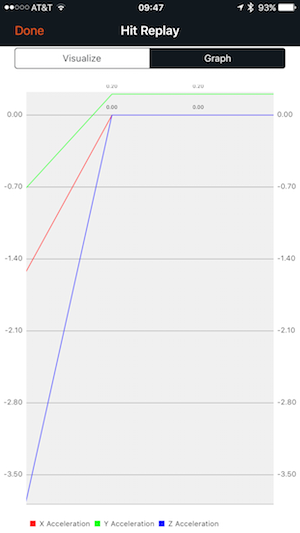 AT&T 09:47 93%
Done Hit Replay
Visualize Graph
0.20 0.20
0.00 0.00 0.00 0.00
-0.70 -0.70
-1.40 -1.40
-2.10 -2.10
-2.80 -2.80
-3.50 -3.50
X Acceleration Y Acceleration Z Acceleration